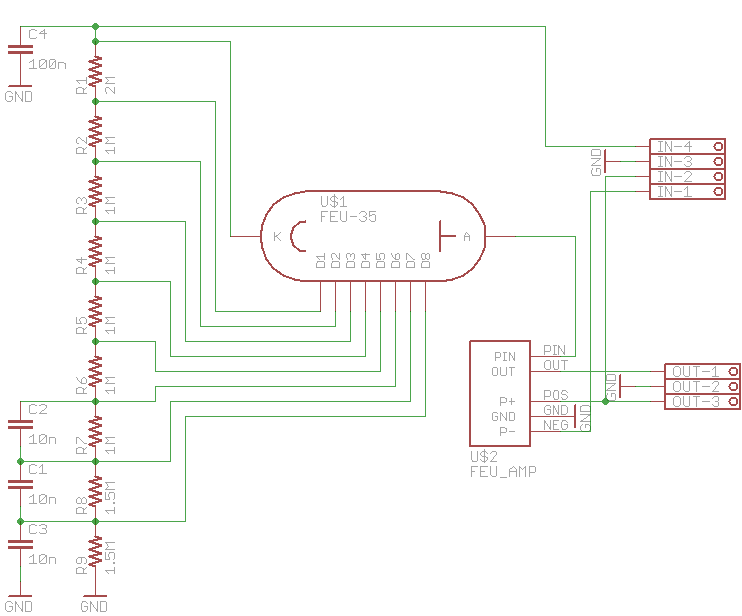 C4
100n
GND
R1
2M
R2
1M
R3
1M
R4
1M
R5
1M
R6
1M
C2
10n
R7
1M
C1
10n
R8
1.5M
C3
10n
R9
1.5M
GND
GND
U$1
FEU-35
K
A
D1
D2
D3
D4
D5
D6
D7
D8
IN-4
GND
IN-3
IN-2
IN-1
PIN
PIN
OUT
OUT
P+
POS
GND
GND
GND
P-
NEG
U$2
FEU_AMP
OUT-1
GND
OUT-2
OUT-3